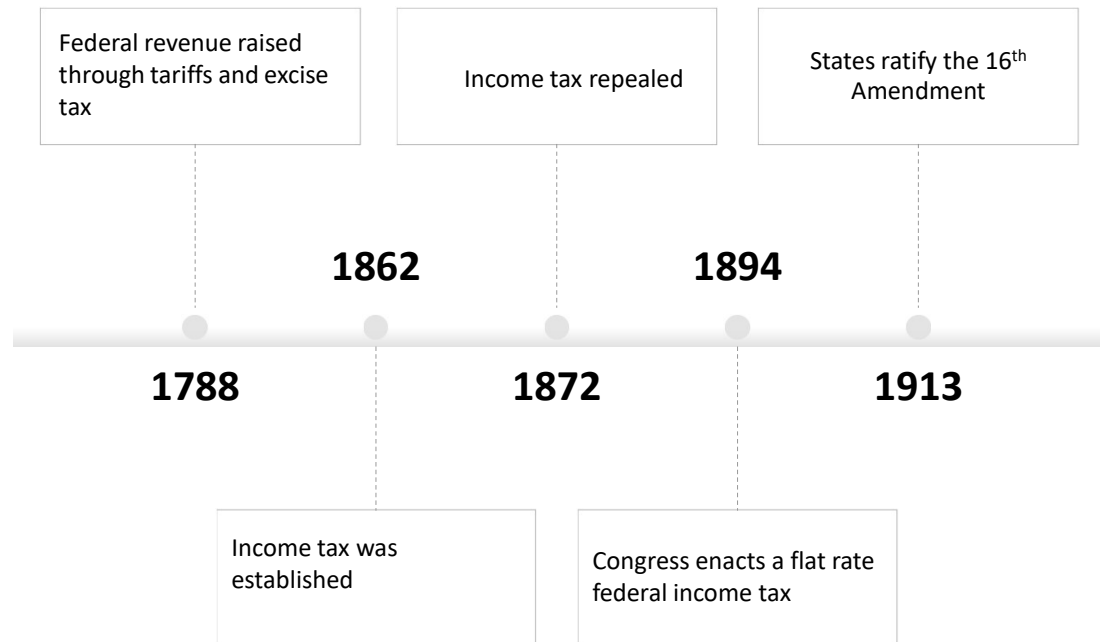 Federal revenue raised
through tariffs and excise
tax
Income tax repealed
States ratify the 16th
Amendment
1862
1894
1788
1872
1913
Income tax was
established
Congress enacts a flat rate
federal income tax